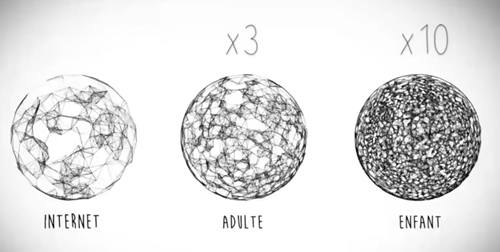 x3
x10
INTERNET
ADULTE
ENFANT